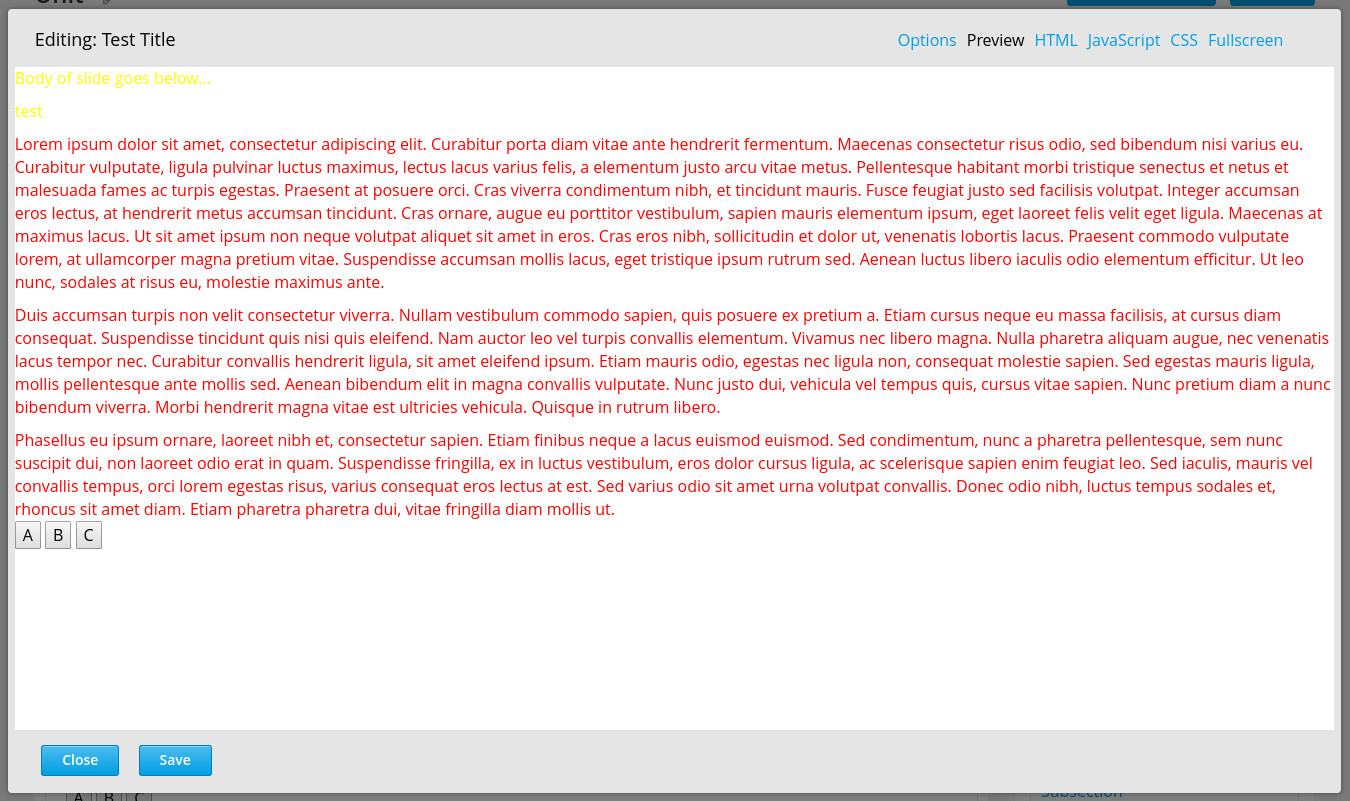 Unit
Editing: Test Title
Options Preview HTML JavaScript CSS Fullscreen
Body of slide goes below...
test
Lorem ipsum dolor sit amet, consectetur adipiscing elit. Curabitur porta diam vitae ante hendrerit fermentum. Maecenas consectetur risus odio, sed bibendum nisi varius eu.
Curabitur vulputate, ligula pulvinar luctus maximus, lectus lacus varius felis, a elementum justo arcu vitae metus. Pellentesque habitant morbi tristique senectus et netus et
malesuada fames ac turpis egestas. Praesent at posuere orci. Cras viverra condimentum nibh, et tincidunt mauris. Fusce feugiat justo sed facilisis volutpat. Integer accumsan
eros lectus, at hendrerit metus accumsan tincidunt. Cras ornare, augue eu porttitor vestibulum, sapien mauris elementum ipsum, eget laoreet felis velit eget ligula. Maecenas at
maximus lacus. Ut sit amet ipsum non neque volutpat aliquet sit amet in eros. Cras eros nibh, sollicitudin et dolor ut, venenatis lobortis lacus. Praesent commodo vulputate
lorem, at ullamcorper magna pretium vitae. Suspendisse accumsan mollis lacus, eget tristique ipsum rutrum sed. Aenean luctus libero iaculis odio elementum efficitur. Ut leo
nunc, sodales at risus eu, molestie maximus ante.
Duis accumsan turpis non velit consectetur viverra. Nullam vestibulum commodo sapien, quis posuere ex pretium a. Etiam cursus neque eu massa facilisis, at cursus diam
consequat. Suspendisse tincidunt quis nisi quis eleifend. Nam auctor leo vel turpis convallis elementum. Vivamus nec libero magna. Nulla pharetra aliquam augue, nec venenatis
lacus tempor nec. Curabitur convallis hendrerit ligula, sit amet eleifend ipsum. Etiam mauris odio, egestas nec ligula non, consequat molestie sapien. Sed egestas mauris ligula,
mollis pellentesque ante mollis sed. Aenean bibendum elit in magna convallis vulputate. Nunc justo dui, vehicula vel tempus quis, cursus vitae sapien. Nunc pretium diam a nunc
bibendum viverra. Morbi hendrerit magna vitae est ultricies vehicula. Quisque in rutrum libero.
Phasellus eu ipsum ornare, laoreet nibh et, consectetur sapien. Etiam finibus neque a lacus euismod euismod. Sed condimentum, nunc a pharetra pellentesque, sem nunc
suscipit dui, non laoreet odio erat in quam. Suspendisse fringilla, ex in luctus vestibulum, eros dolor cursus ligula, ac scelerisque sapien enim feugiat leo. Sed iaculis, mauris vel
convallis tempus, orci lorem egestas risus, varius consequat eros lectus at est. Sed varius odio sit amet urna volutpat convallis. Donec odio nibh, luctus tempus sodales et,
rhoncus sit amet diam. Etiam pharetra pharetra dui, vitae fringilla diam mollis ut.
A B C
Close Save
A B C
Subsection